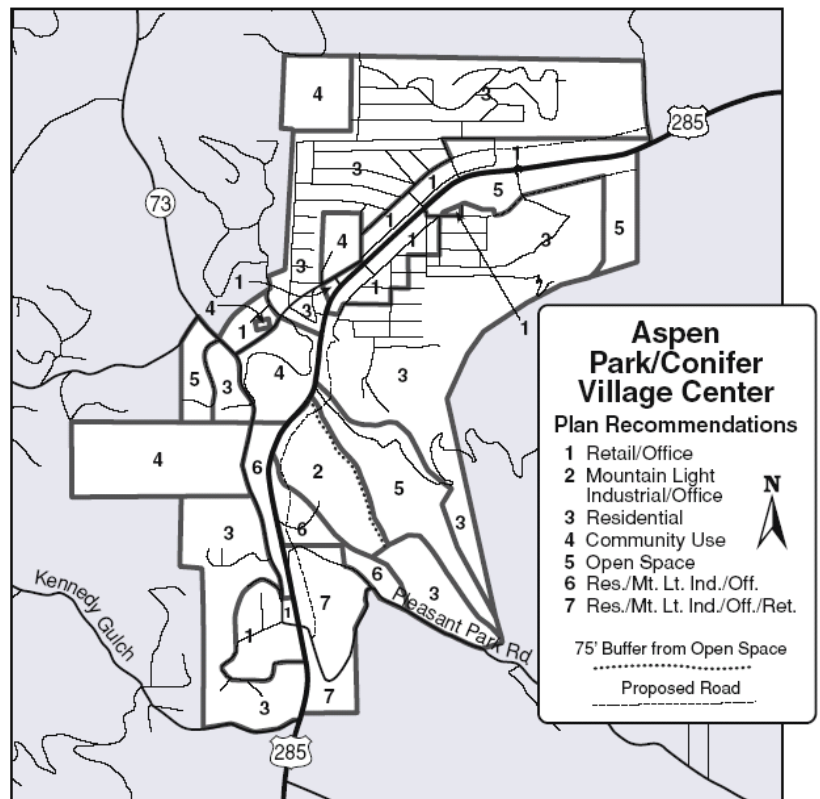 4
3
285
3
1
1
5
73
1
4
1
3
5
3
1
1
4
3
1
1
5
3
4
3
4
6
2
5
3
3
6
6
3
7
Kennedy Gulch
Pleasant Park Rd
1
1
3
7
285
Aspen
Park/Conifer
Village Center
Plan Recommendations
1 Retail/Office
2 Mountain Light
Industrial/Office
3 Residential
4 Community Use
5 Open Space
6 Res./Mt. Lt. Ind./Off.
7 Res./Mt. Lt. Ind./Off./Ret.
N
75' Buffer from Open Space
Proposed Road